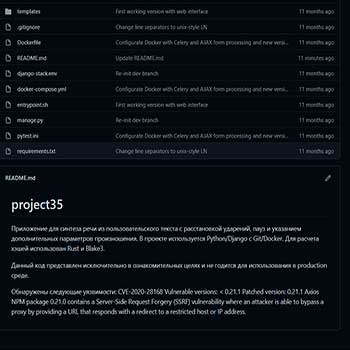 templates First working version with web interface 11 months ago
.gitignore Change line separators to unix-style LN 11 months ago
Dockerfile Configurate Docker with Celery and AJAX form processing and new versi... 11 months ago
README.md Update README.md 11 minutes ago
django-stack.env Re-init dev branch 11 months ago
docker-compose.yml Configurate Docker with Celery and AJAX form processing and new versi... 11 months ago
entrypoint.sh First working version with web interface 11 months ago
manage.py Re-init dev branch 11 months ago
pytest.ini Configurate Docker with Celery and AJAX form processing and new versi... 11 months ago
requirements.txt Change line separators to unix-style LN 11 months ago
README.md
project35
Приложение для синтеза речи из пользовательского текста с расстановкой ударений, пауз и указанием
дополнительных параметров произношения. В проекте используется Python/Django с Git/Docker. Для расчета
хэшей использован Rust и Blake3.
Данный код представлен исключительно в ознакомительных целях и не годится для использования в production
среде.
Обнаружены следующие уязвимости: CVE-2020-28168 Vulnerable versions: < 0.21.1 Patched version: 0.21.1 Axios
NPM package 0.21.0 contains a Server-Side Request Forgery (SSRF) vulnerability where an attacker is able to bypass a
proxy by providing a URL that responds with a redirect to a restricted host or IP address.